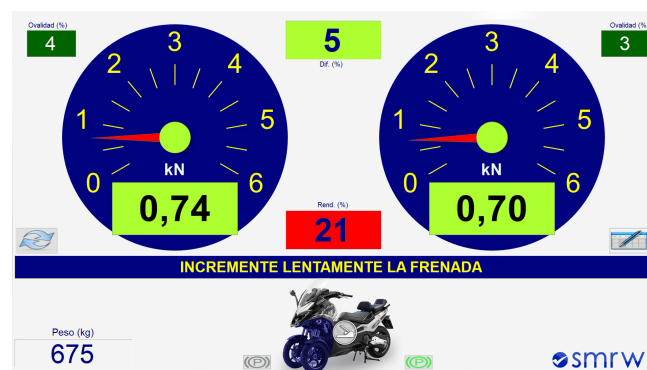 Ovalidad (%)
4
5
Dif. (%)
Ovalidad (%)
3
0
1
2
3
4
5
6
kN
0,74
0
1
2
3
4
5
6
kN
0,70
Rend. (%)
21
INCREMENTE LENTAMENTE LA FRENADA
Peso (kg)
675
(P)
(P)
smrw